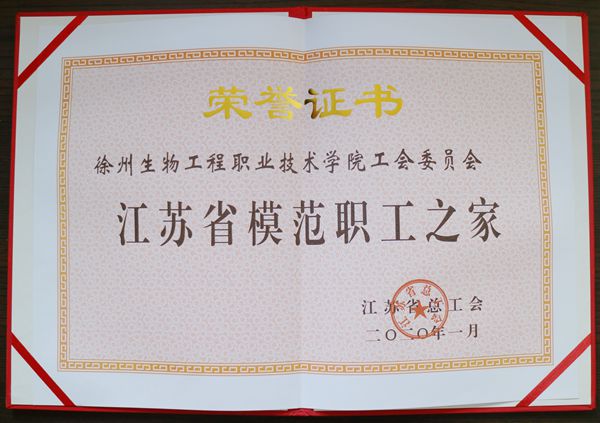 荣誉证书
徐州生物工程职业技术学院工会委员会
江苏省模范职工之家
江苏省总工会
二〇二〇年一月